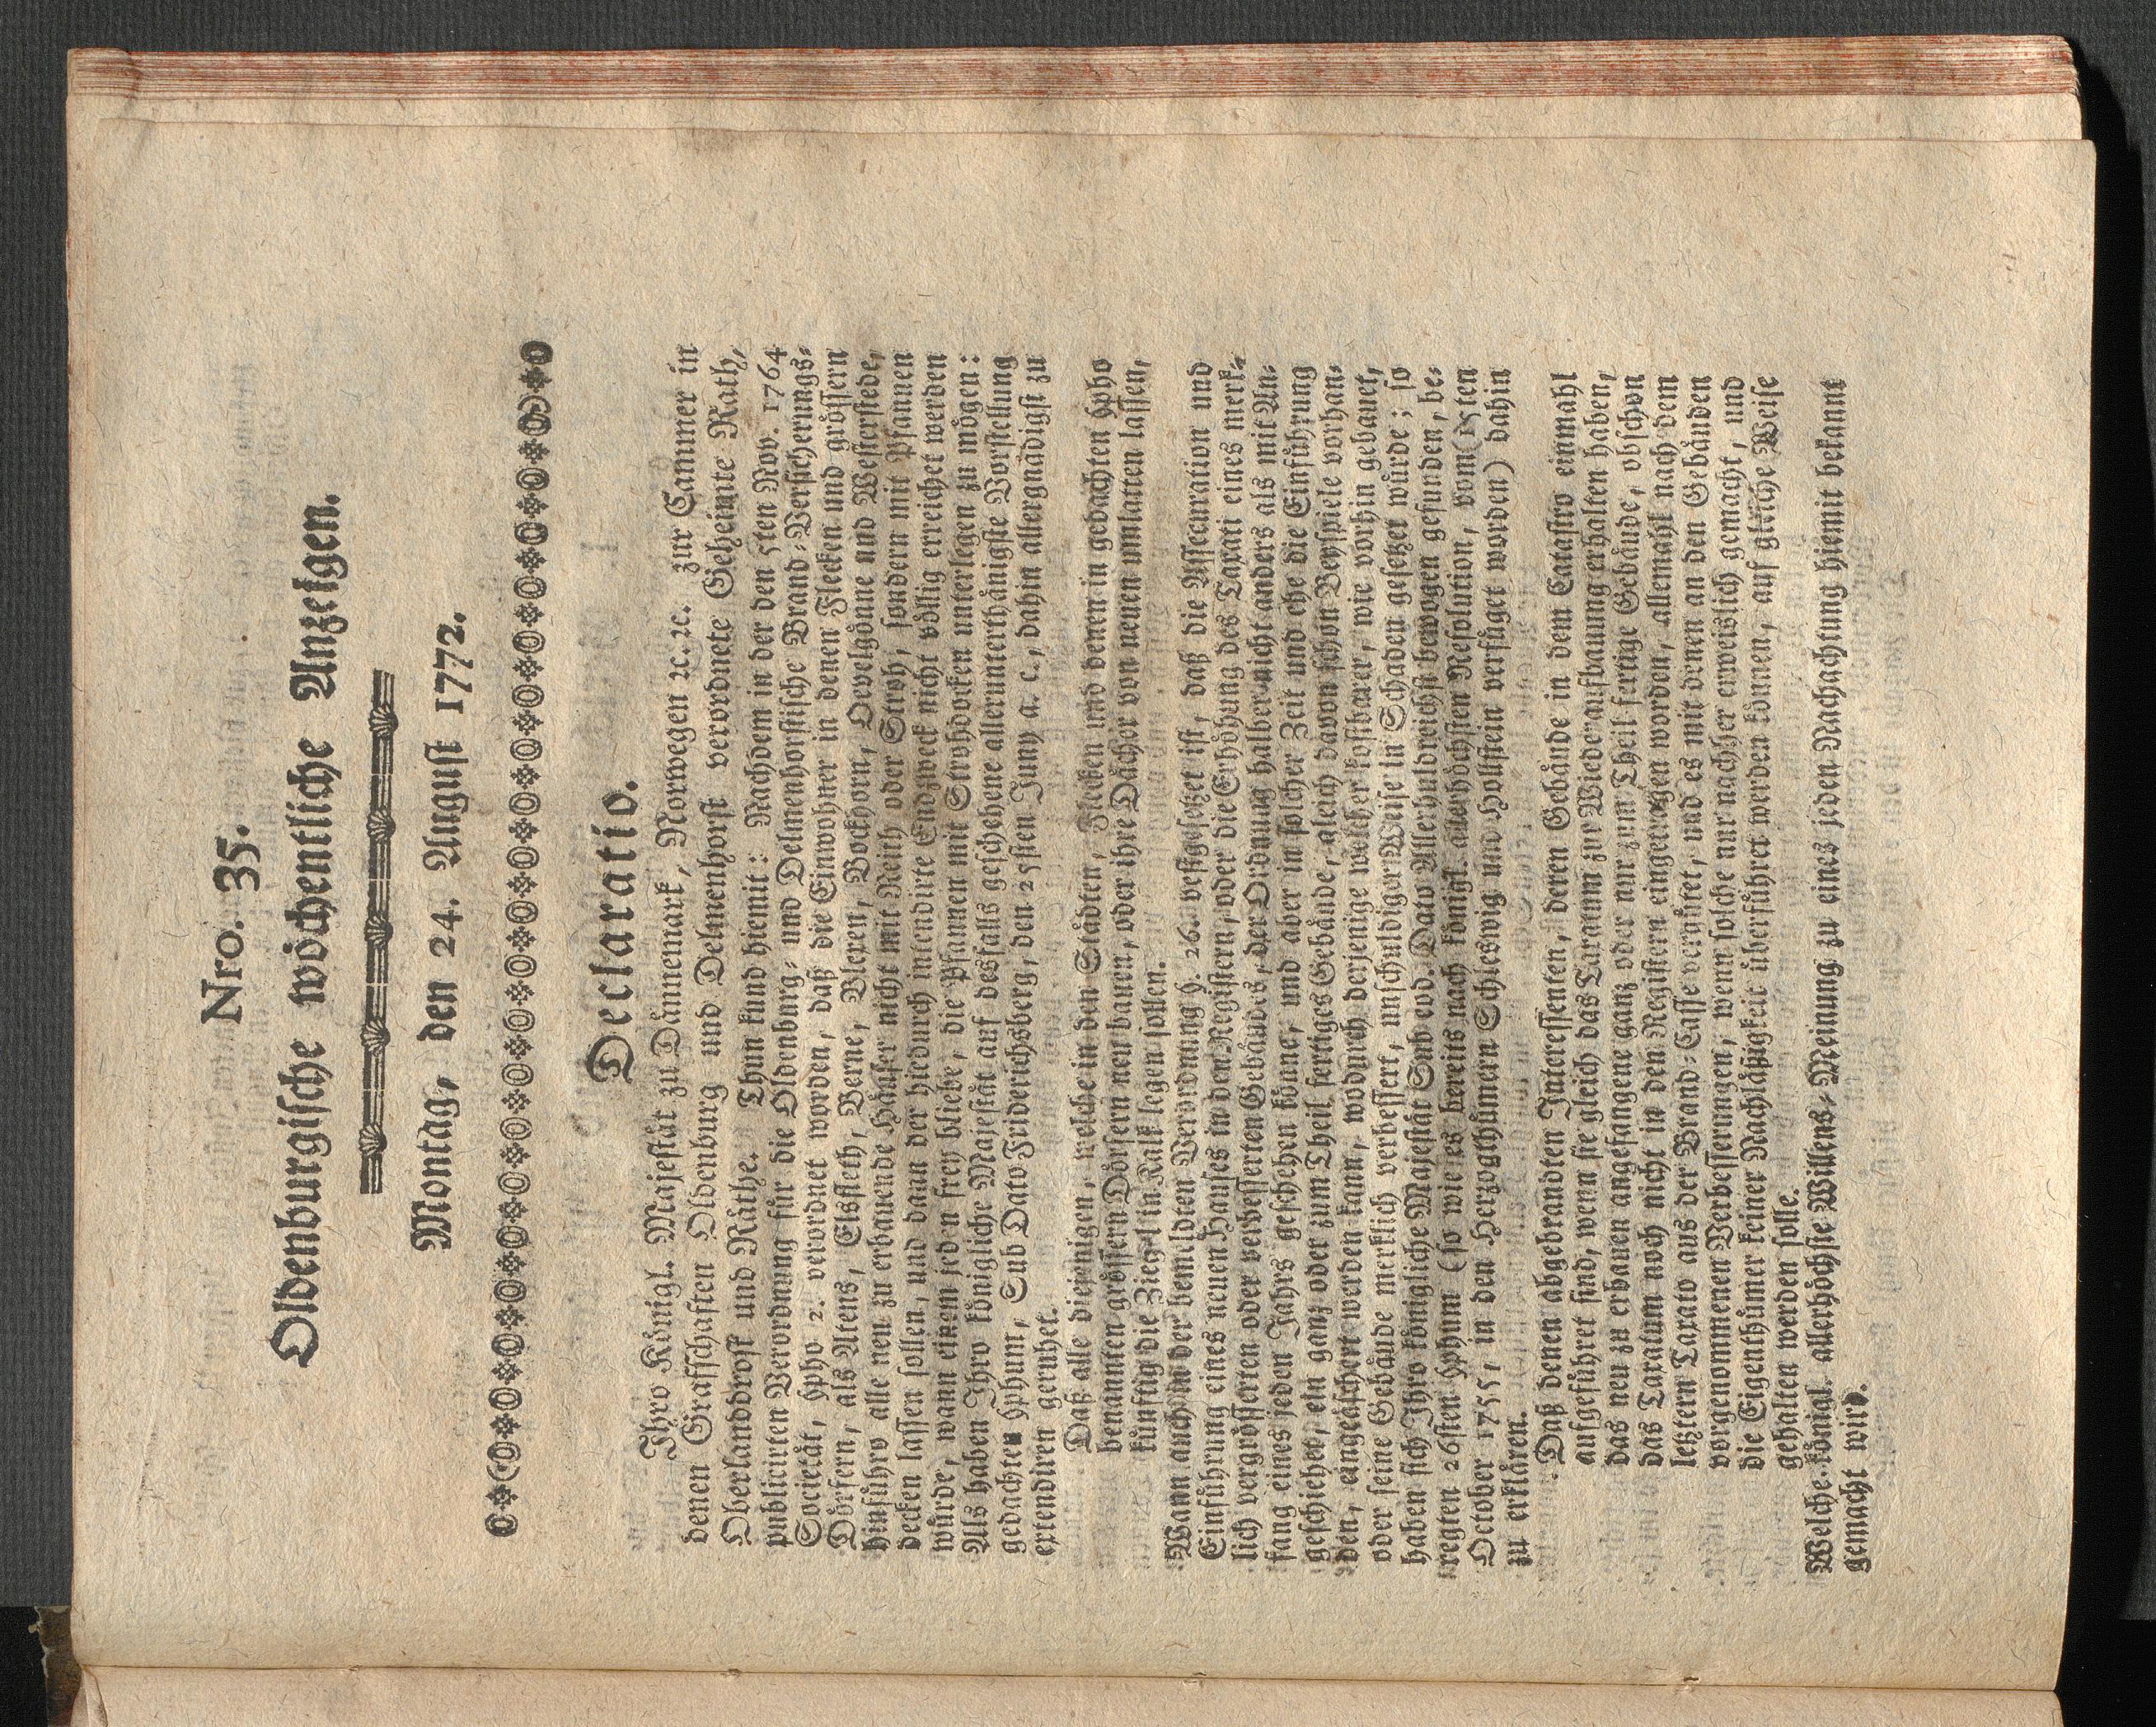 Nro. 35.
Oldenburgische wöchentliche Anzeigen.
Montag, den 24. August 1772.
Declaratio.
Ihro Königl. Majestät zu Dännemark, Norwegen ꝛc. ꝛc. zur Cammer in
denen Graffschaften Oldenburg und Delmenhorst verordnete Geheimte Rath,
Oberlanddrost und Räthe. Thun kund hiemit: Nachdem in der den 5ten Nov. 1764
publicirten Verordnung für die Oldenburg- und Delmenhorstische Brand-Versicherungs-
Societät, §pho 2. verordnet worden, daß die Einwohner in denen Flecken und grössern
Dörfern, als Atens, Elsfleth, Berne, Blexen, Bockhorn, Oevelgönne und Westerstede,
hinführo alle neu zu erbauende Häuser nicht mit Reith oder Stroh, sondern mit Pfannen
decken lassen sollen, und dann der hiedurch intendirte Endzweck nicht völlig erreichet werden
würde, wann einem jeden frey bliebe, die Pfannen mit Strohdocken unterlegen zu mögen:
Als haben Ihro Königliche Majestät auf desfalls geschehene allerunterthänigste Vorstellung
gedachten §phum, Sub Dato Friderichsberg, den 25sten Juny a. c., dahin allergnädigst zu
extendiren geruhet.
Daß alle diejenigen, welche in den Städten, Flecken und denen in gedachten §pho
benannten grössern Dörfern neu bauen, oder ihre Dächer von neuen umlatten lassen,
künftig die Ziegel in Kalk legen sollen.
Wann auch in der bemeldten Verordnung §. 26. vestgesetzet ist, daß die Assecuration und
Einführung eines neuen Hauses in den Registern, oder die Erhöhung des Taxati eines merk-
lich vergrösserten oder verbesserten Gebäudes, der Ordnung halber nicht anders als mit An-
fang eines jeden Jahrs geschehen könne, und aber in solcher Zeit und ehe die Einführung
geschiehet, ein ganz oder zum Theil fertiges Gebäude, gleich davon schon Beyspiele vorhan-
den, eingeäschert werden kann, wodurch derjenige welcher kostbarer, wie vorhin gebauet,
oder seine Gebäude merklich verbessert, unschuldiger Weise in Schaden gesetzet würde; so
haben sich Ihro Königliche Majestät Sub eod. Dato Allerhuldreichst bewogen gefunden, be-
regten 26sten §phum (so wie es bereits nach Königl. allerhöchsten Resolution, vom 15ten
October 1755, in den Herzogthümern Schleswig und Hollstein verfüget worden) dahin
zu erklären.
Daß denen abgebrandten Interessenten, deren Gebäude in dem Catastro einmahl
aufgeführet sind, wenn sie gleich das Taxatum zur Wiederaufbauung erhalten haben,
das neu zu erbauen angefangene ganz oder nur zum Theil fertige Gebäude, obschon
das Taxatum noch nicht in den Registern eingetragen worden, allemahl nach dem
letztern Taxato aus der Brand-Casse vergütet, und es mit denen an den Gebäuden
vorgenommenen Verbesserungen, wenn solche nur nachher erweislich gemacht, und
die Eigenthümer keiner Nachläßigkeit überführet werden können, auf gleiche Weise
gehalten werden solle.
Welche königl. allerhöchste Willens-Meinung zu eines jeden Nachachtung hiemit bekannt
gemacht wird.